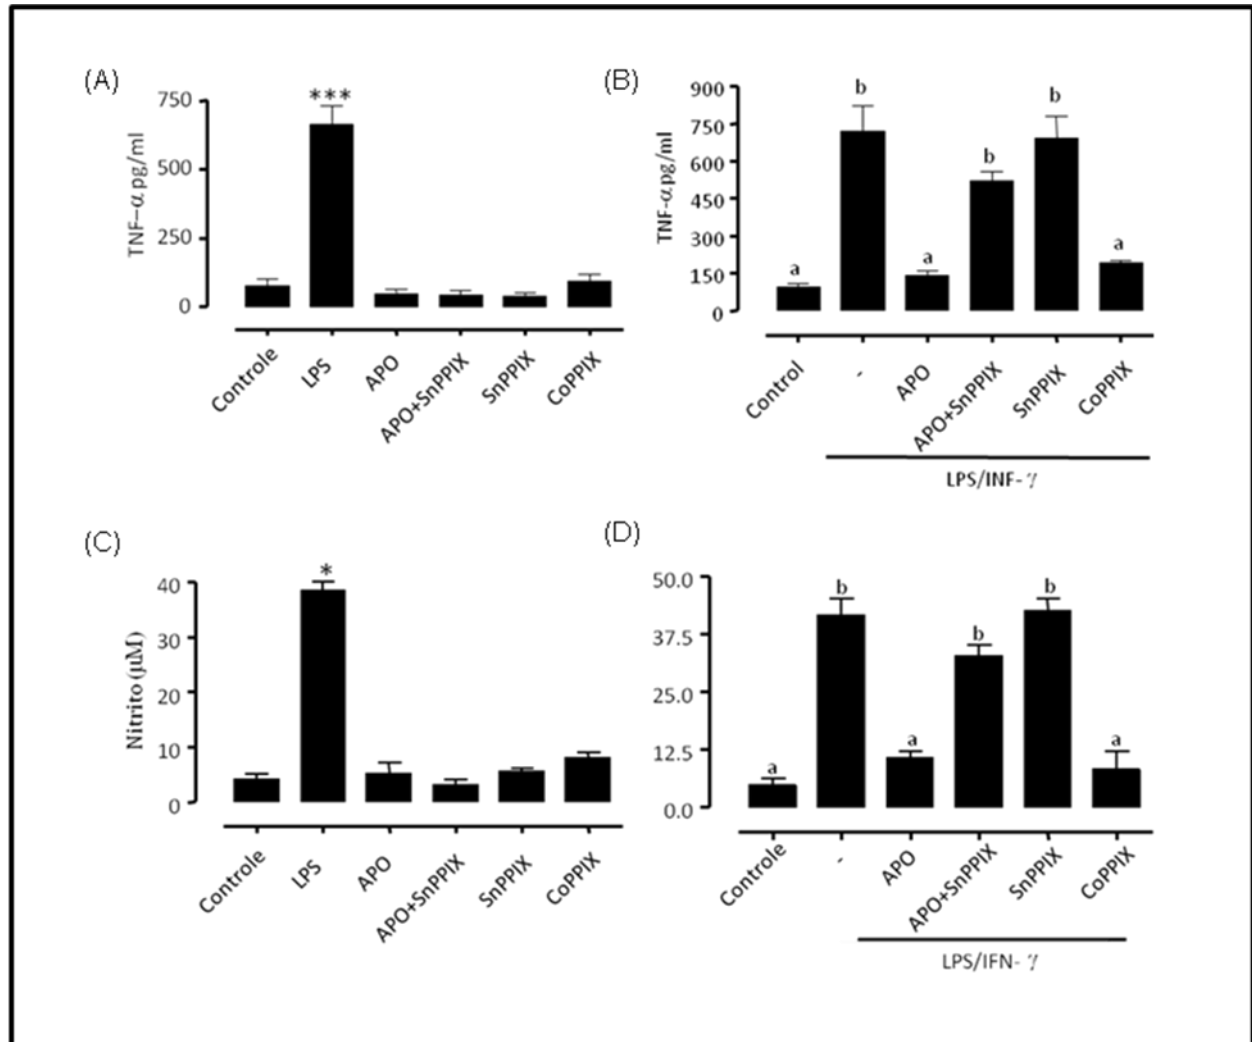 (A)
TNF-α pg/ml
750
500
250
0
***
Controle
LPS
APO
APO+SnPPIX
SnPPIX
CoPPIX
(B)
TNF-α pg/ml
900
750
600
450
300
150
0
a
b
a
b
b
a
Control
-
APO
APO+SnPPIX
SnPPIX
CoPPIX
LPS/INF- γ
(C)
Nitrito (µM)
40
30
20
10
0
*
Controle
LPS
APO
APO+SnPPIX
SnPPIX
CoPPIX
(D)
50.0
37.5
25.0
12.5
0.0
a
b
a
b
b
a
Controle
-
APO
APO+SnPPIX
SnPPIX
CoPPIX
LPS/IFN- γ